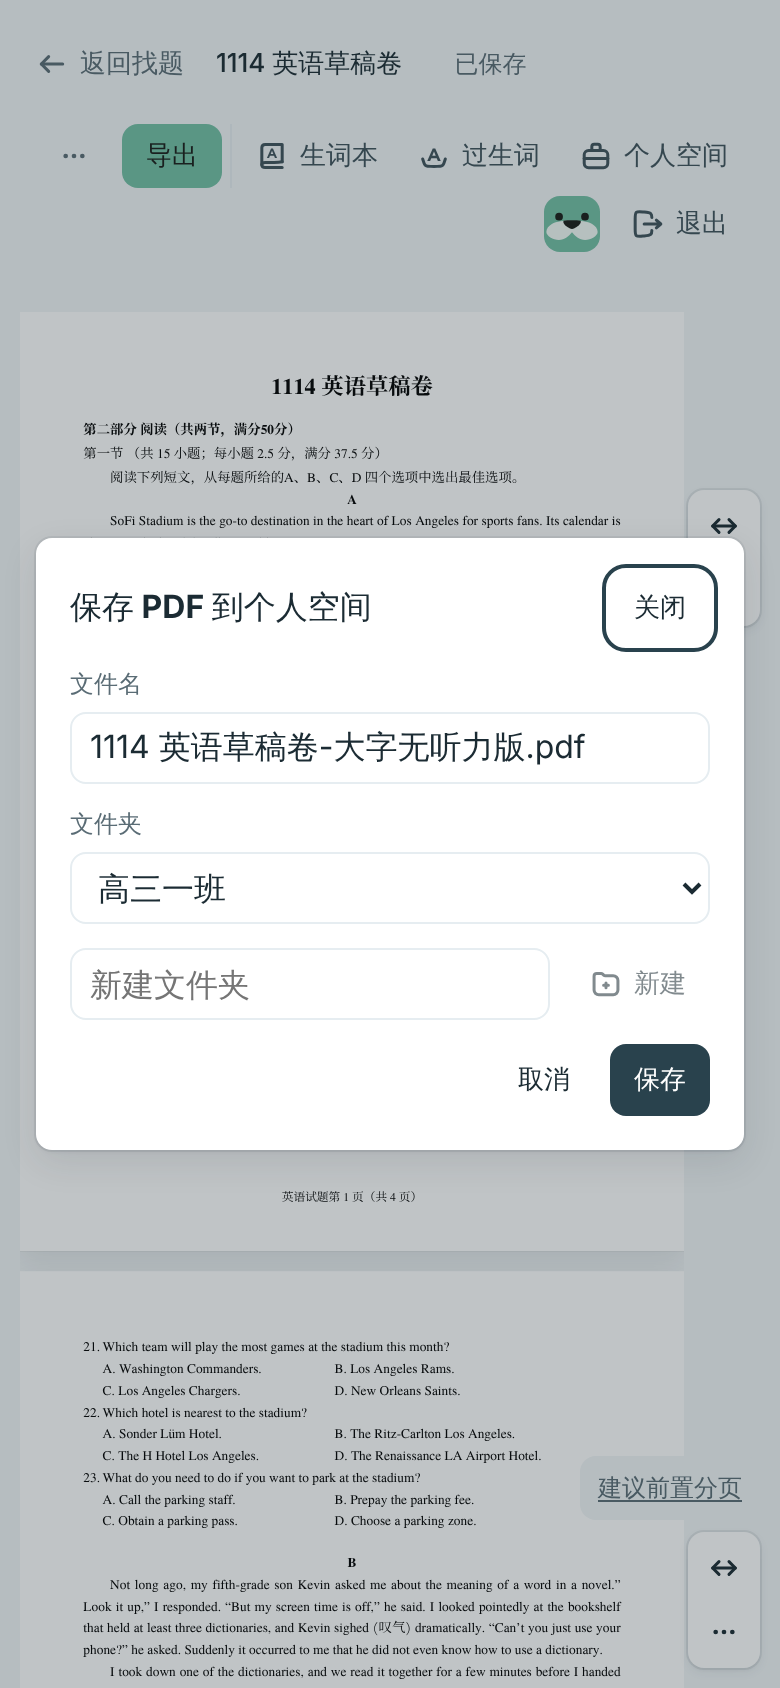 返回找题 1114 英语草稿卷 已保存
··· 导出 生词本 过生词 个人空间
退出
1114 英语草稿卷
第二部分 阅读（共两节，满分50分）
第一节 （共 15 小题；每小题 2.5 分，满分 37.5 分）
阅读下列短文，从每题所给的A、B、C、D 四个选项中选出最佳选项。
A
SoFi Stadium is the go-to destination in the heart of Los Angeles for sports fans. Its calendar is
保存 PDF 到个人空间 关闭
文件名
1114 英语草稿卷-大字无听力版.pdf
文件夹
高三一班
新建文件夹 新建
取消 保存
英语试题第 1 页（共 4 页）
21. Which team will play the most games at the stadium this month?
A. Washington Commanders. B. Los Angeles Rams.
C. Los Angeles Chargers. D. New Orleans Saints.
22. Which hotel is nearest to the stadium?
A. Sonder Lüm Hotel. B. The Ritz-Carlton Los Angeles.
C. The H Hotel Los Angeles. D. The Renaissance LA Airport Hotel.
23. What do you need to do if you want to park at the stadium?
A. Call the parking staff. B. Prepay the parking fee.
C. Obtain a parking pass. D. Choose a parking zone.
建议前置分页
B
Not long ago, my fifth-grade son Kevin asked me about the meaning of a word in a novel.”
Look it up,” I responded. “But my screen time is off,” he said. I looked pointedly at the bookshelf
that held at least three dictionaries, and Kevin sighed (叹气) dramatically. “Can’t you just use your
phone?” he asked. Suddenly it occurred to me that he did not even know how to use a dictionary.
I took down one of the dictionaries, and we read it together for a few minutes before I handed